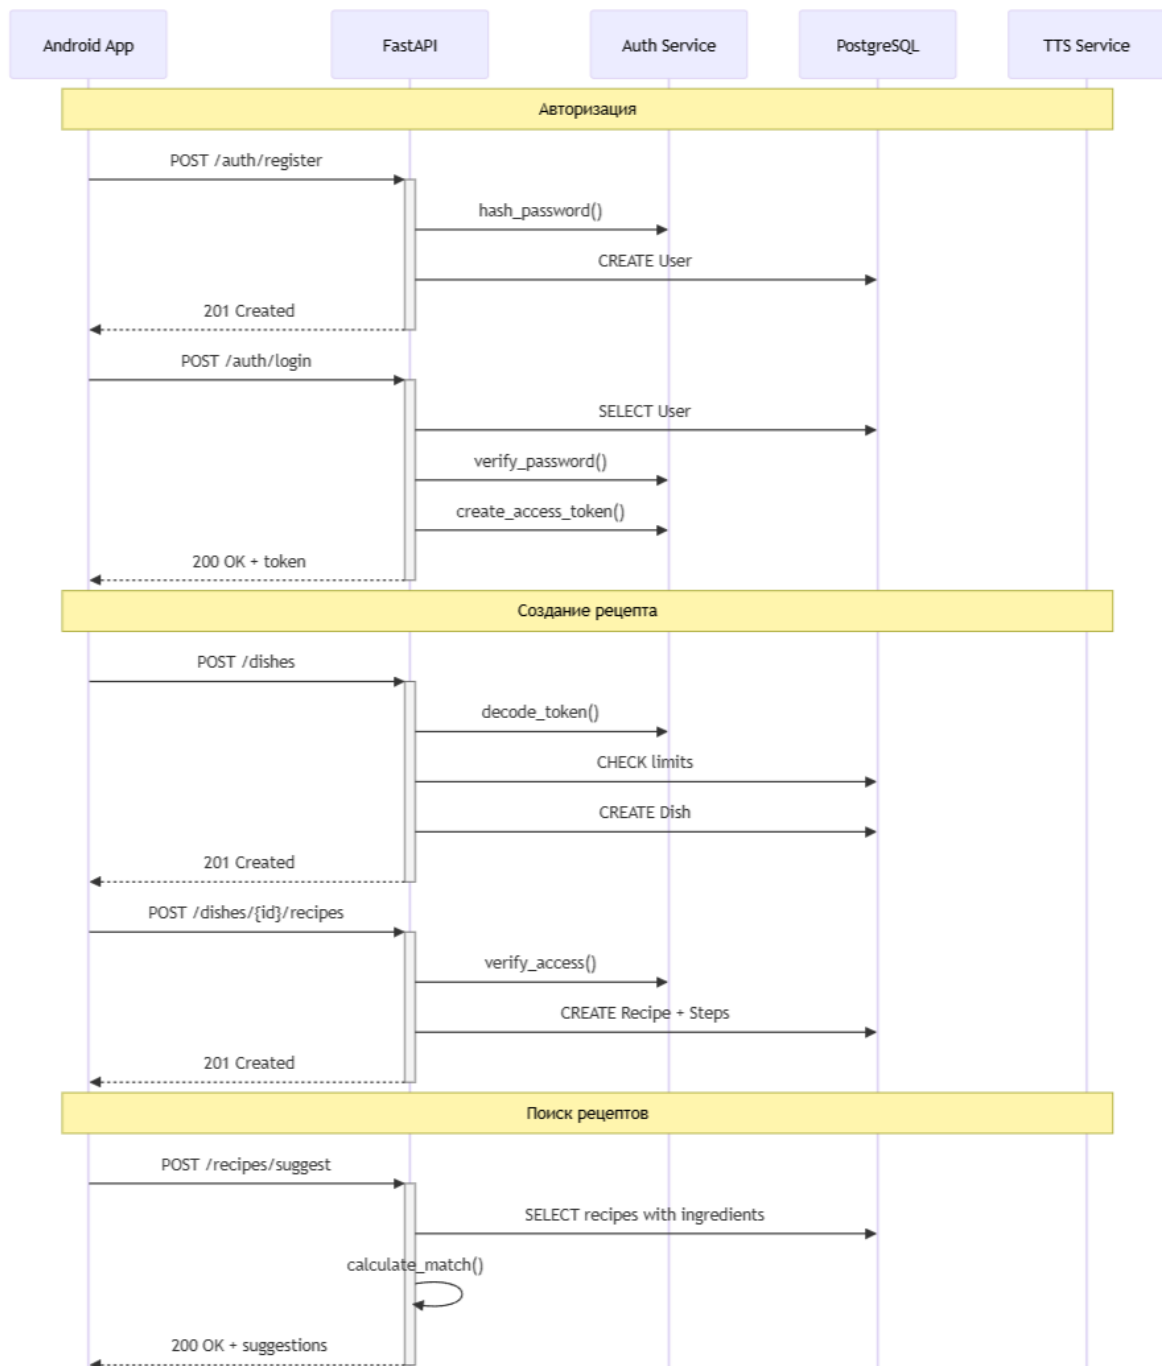 Android App
FastAPI
Auth Service
PostgreSQL
TTS Service
Авторизация
POST /auth/register
hash_password()
CREATE User
201 Created
POST /auth/login
SELECT User
verify_password()
create_access_token()
200 OK + token
Создание рецепта
POST /dishes
decode_token()
CHECK limits
CREATE Dish
201 Created
POST /dishes/{id}/recipes
verify_access()
CREATE Recipe + Steps
201 Created
Поиск рецептов
POST /recipes/suggest
SELECT recipes with ingredients
calculate_match()
200 OK + suggestions